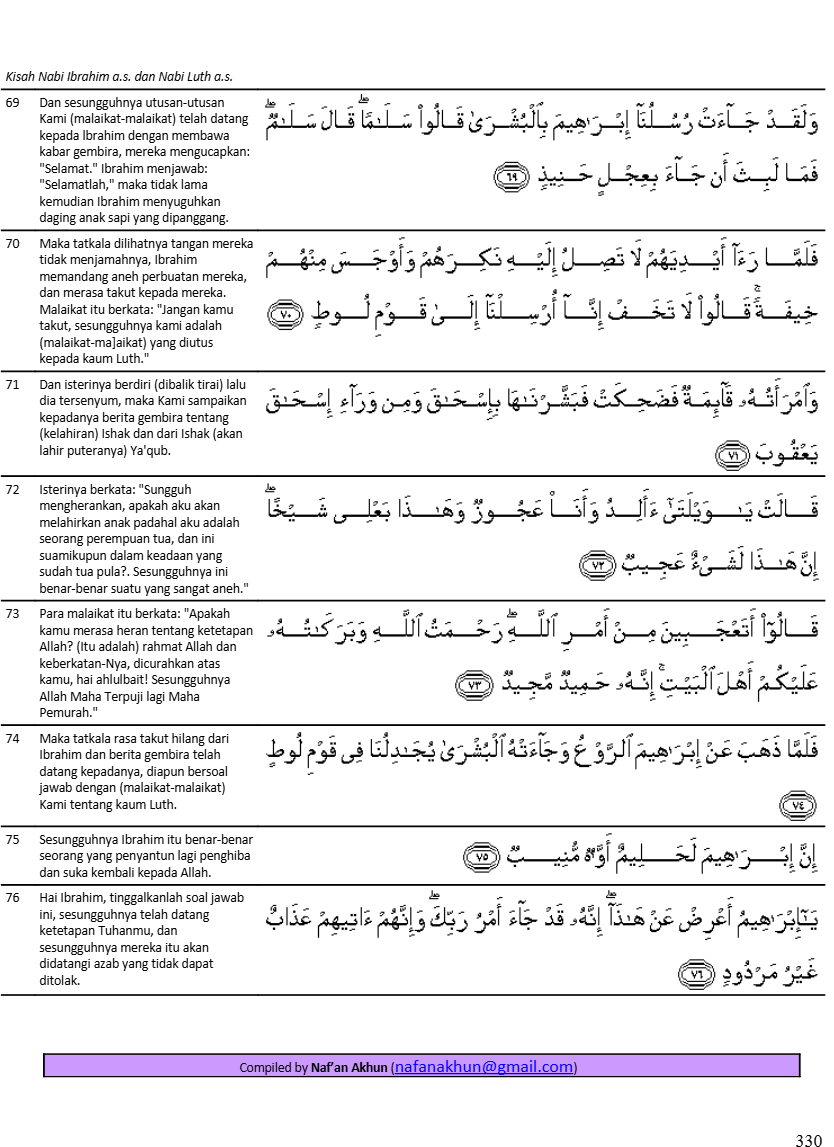 Kisah Nabi Ibrahim a.s. dan Nabi Luth a.s.
69 Dan sesungguhnya utusan-utusan
Kami (malaikat-malaikat) telah datang
kepada Ibrahim dengan membawa
kabar gembira, mereka mengucapkan:
"Selamat." Ibrahim menjawab:
"Selamatlah," maka tidak lama
kemudian Ibrahim menyuguhkan
daging anak sapi yang dipanggang.
وَلَقَدْ جَآءَتْ رُسُلُنَآ إِبْرَٰهِيمَ بِٱلْبُشْرَىٰ قَالُوا۟ سَلَـٰمًا ۖ قَالَ سَلَـٰمٌ ۖ
فَمَا لَبِثَ أَن جَآءَ بِعِجْلٍ حَنِيذٍ ٦٩
70 Maka tatkala dilihatnya tangan mereka
tidak menjamahnya, Ibrahim
memandang aneh perbuatan mereka,
dan merasa takut kepada mereka.
Malaikat itu berkata: "Jangan kamu
takut, sesungguhnya kami adalah
(malaikat-ma]aikat) yang diutus
kepada kaum Luth."
فَلَمَّا رَءَآ أَيْدِيَهُمْ لَا تَصِلُ إِلَيْهِ نَكِرَهُمْ وَأَوْجَسَ مِنْهُمْ
خِيفَةً ۚ قَالُوا۟ لَا تَخَفْ إِنَّآ أُرْسِلْنَآ إِلَىٰ قَوْمِ لُوطٍ ٧٠
71 Dan isterinya berdiri (dibalik tirai) lalu
dia tersenyum, maka Kami sampaikan
kepadanya berita gembira tentang
(kelahiran) Ishak dan dari Ishak (akan
lahir puteranya) Ya'qub.
وَٱمْرَأَتُهُۥ قَآئِمَةٌ فَضَحِكَتْ فَبَشَّرْنَـٰهَا بِإِسْحَـٰقَ وَمِن وَرَآءِ إِسْحَـٰقَ
يَعْقُوبَ ٧١
72 Isterinya berkata: "Sungguh
mengherankan, apakah aku akan
melahirkan anak padahal aku adalah
seorang perempuan tua, dan ini
suamikupun dalam keadaan yang
sudah tua pula?. Sesungguhnya ini
benar-benar suatu yang sangat aneh."
قَالَتْ يَـٰوَيْلَتَىٰٓ ءَأَلِدُ وَأَنَا۠ عَجُوزٌ وَهَـٰذَا بَعْلِى شَيْخًا ۖ
إِنَّ هَـٰذَا لَشَىْءٌ عَجِيبٌ ٧٢
73 Para malaikat itu berkata: "Apakah
kamu merasa heran tentang ketetapan
Allah? (Itu adalah) rahmat Allah dan
keberkatan-Nya, dicurahkan atas
kamu, hai ahlulbait! Sesungguhnya
Allah Maha Terpuji lagi Maha
Pemurah."
قَالُوٓا۟ أَتَعْجَبِينَ مِنْ أَمْرِ ٱللَّهِ ۖ رَحْمَتُ ٱللَّهِ وَبَرَكَـٰتُهُۥ
عَلَيْكُمْ أَهْلَ ٱلْبَيْتِ ۚ إِنَّهُۥ حَمِيدٌ مَّجِيدٌ ٧٣
74 Maka tatkala rasa takut hilang dari
Ibrahim dan berita gembira telah
datang kepadanya, diapun bersoal
jawab dengan (malaikat-malaikat)
Kami tentang kaum Luth.
فَلَمَّا ذَهَبَ عَنْ إِبْرَٰهِيمَ ٱلرَّوْعُ وَجَآءَتْهُ ٱلْبُشْرَىٰ يُجَـٰدِلُنَا فِى قَوْمِ لُوطٍ
٧٤
75 Sesungguhnya Ibrahim itu benar-benar
seorang yang penyantun lagi penghiba
dan suka kembali kepada Allah.
إِنَّ إِبْرَٰهِيمَ لَحَلِيمٌ أَوَّٰهٌ مُّنِيبٌ ٧٥
76 Hai Ibrahim, tinggalkanlah soal jawab
ini, sesungguhnya telah datang
ketetapan Tuhanmu, dan
sesungguhnya mereka itu akan
didatangi azab yang tidak dapat
ditolak.
يَـٰٓإِبْرَٰهِيمُ أَعْرِضْ عَنْ هَـٰذَآ ۖ إِنَّهُۥ قَدْ جَآءَ أَمْرُ رَبِّكَ ۖ وَإِنَّهُمْ ءَاتِيهِمْ عَذَابٌ
غَيْرُ مَرْدُودٍ ٧٦
Compiled by Naf’an Akhun (nafanakhun@gmail.com)
330